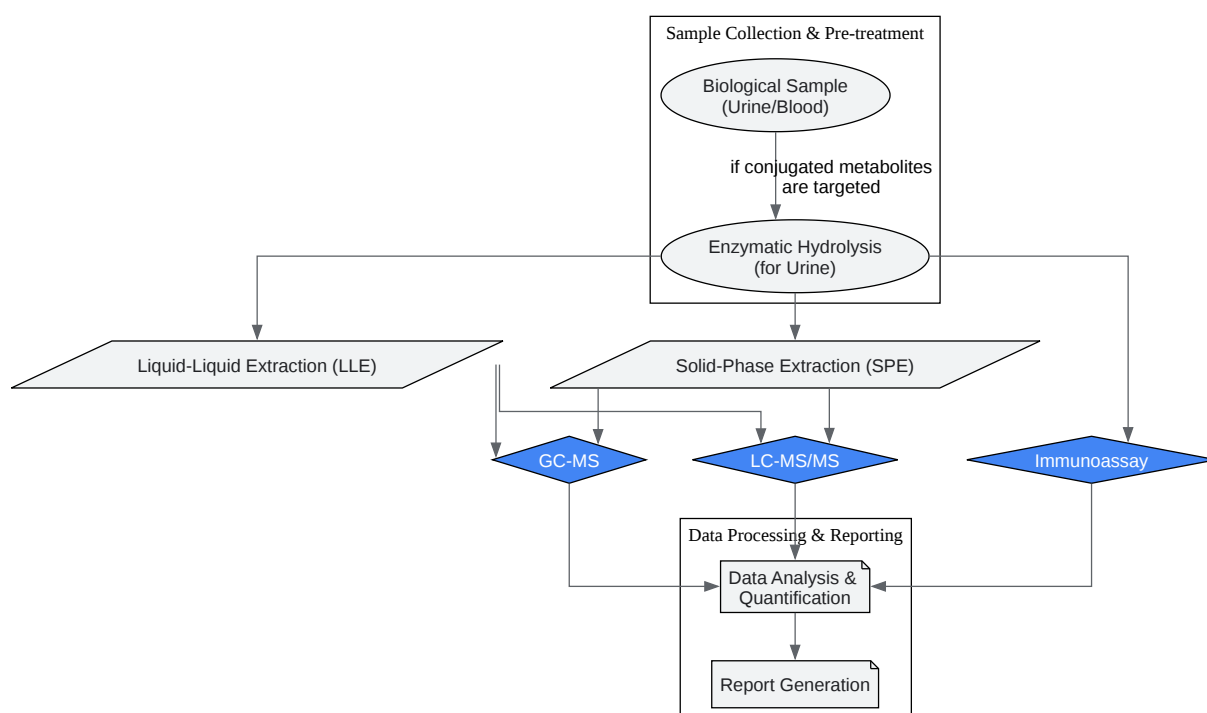 Sample Collection & Pre-treatment
Biological Sample
(Urine/Blood)
if conjugated metabolites
are targeted
Enzymatic Hydrolysis
(for Urine)
Liquid-Liquid Extraction (LLE)
Solid-Phase Extraction (SPE)
GC-MS
LC-MS/MS
Immunoassay
Data Processing & Reporting
Data Analysis &
Quantification
Report Generation